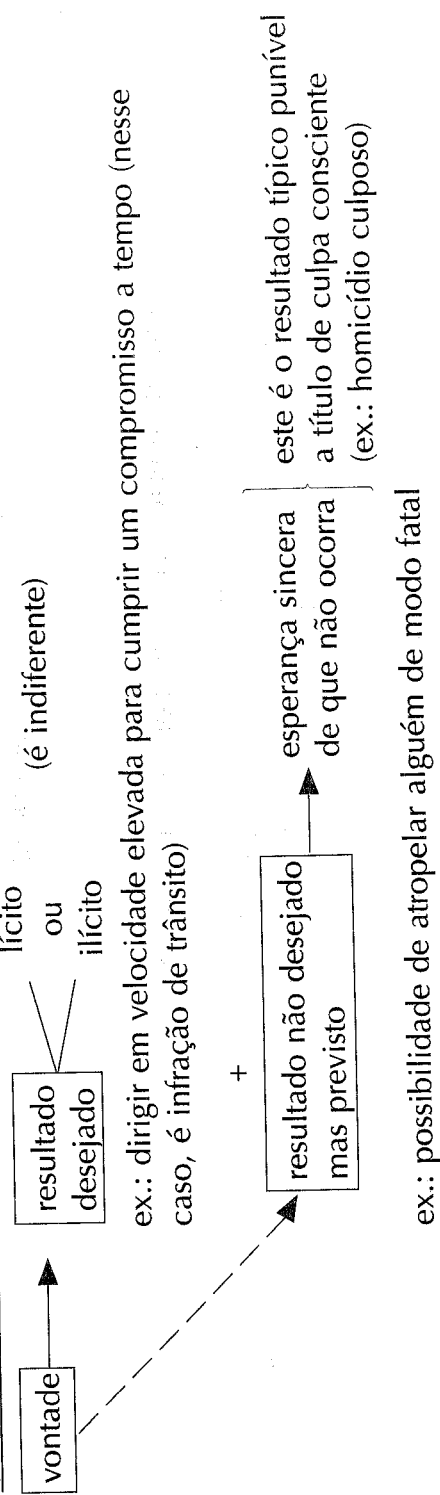 lícito
ou
ilícito
(é indiferente)
vontade
resultado
desejado
ex.: dirigir em velocidade elevada para cumprir um compromisso a tempo (nesse
caso, é infração de trânsito)
+
resultado não desejado
mas previsto
esperança sincera
de que não ocorra
este é o resultado típico punível
a título de culpa consciente
(ex.: homicídio culposo)
ex.: possibilidade de atropelar alguém de modo fatal